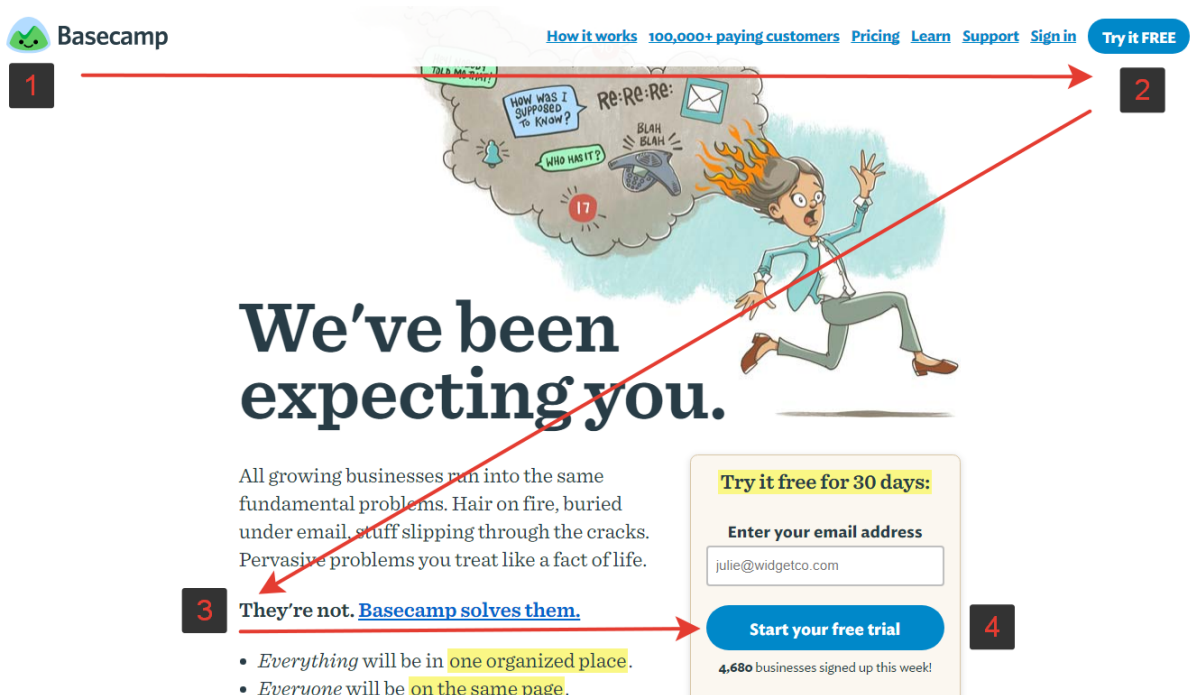 Basecamp
How it works 100,000+ paying customers Pricing Learn Support Sign in Try it FREE
1
2
TOLD ME THAT!
HOW WAS I
SUPPOSED
TO KNOW?
RE:RE:RE:
BLAH
BLAH
WHO HAS IT?
17
We've been
expecting you.
All growing businesses run into the same
fundamental problems. Hair on fire, buried
under email, stuff slipping through the cracks.
Pervasive problems you treat like a fact of life.
3
They're not. Basecamp solves them.
• Everything will be in one organized place.
• Everyone will be on the same page.
Try it free for 30 days:
Enter your email address
julie@widgetco.com
Start your free trial
4
4,680 businesses signed up this week!